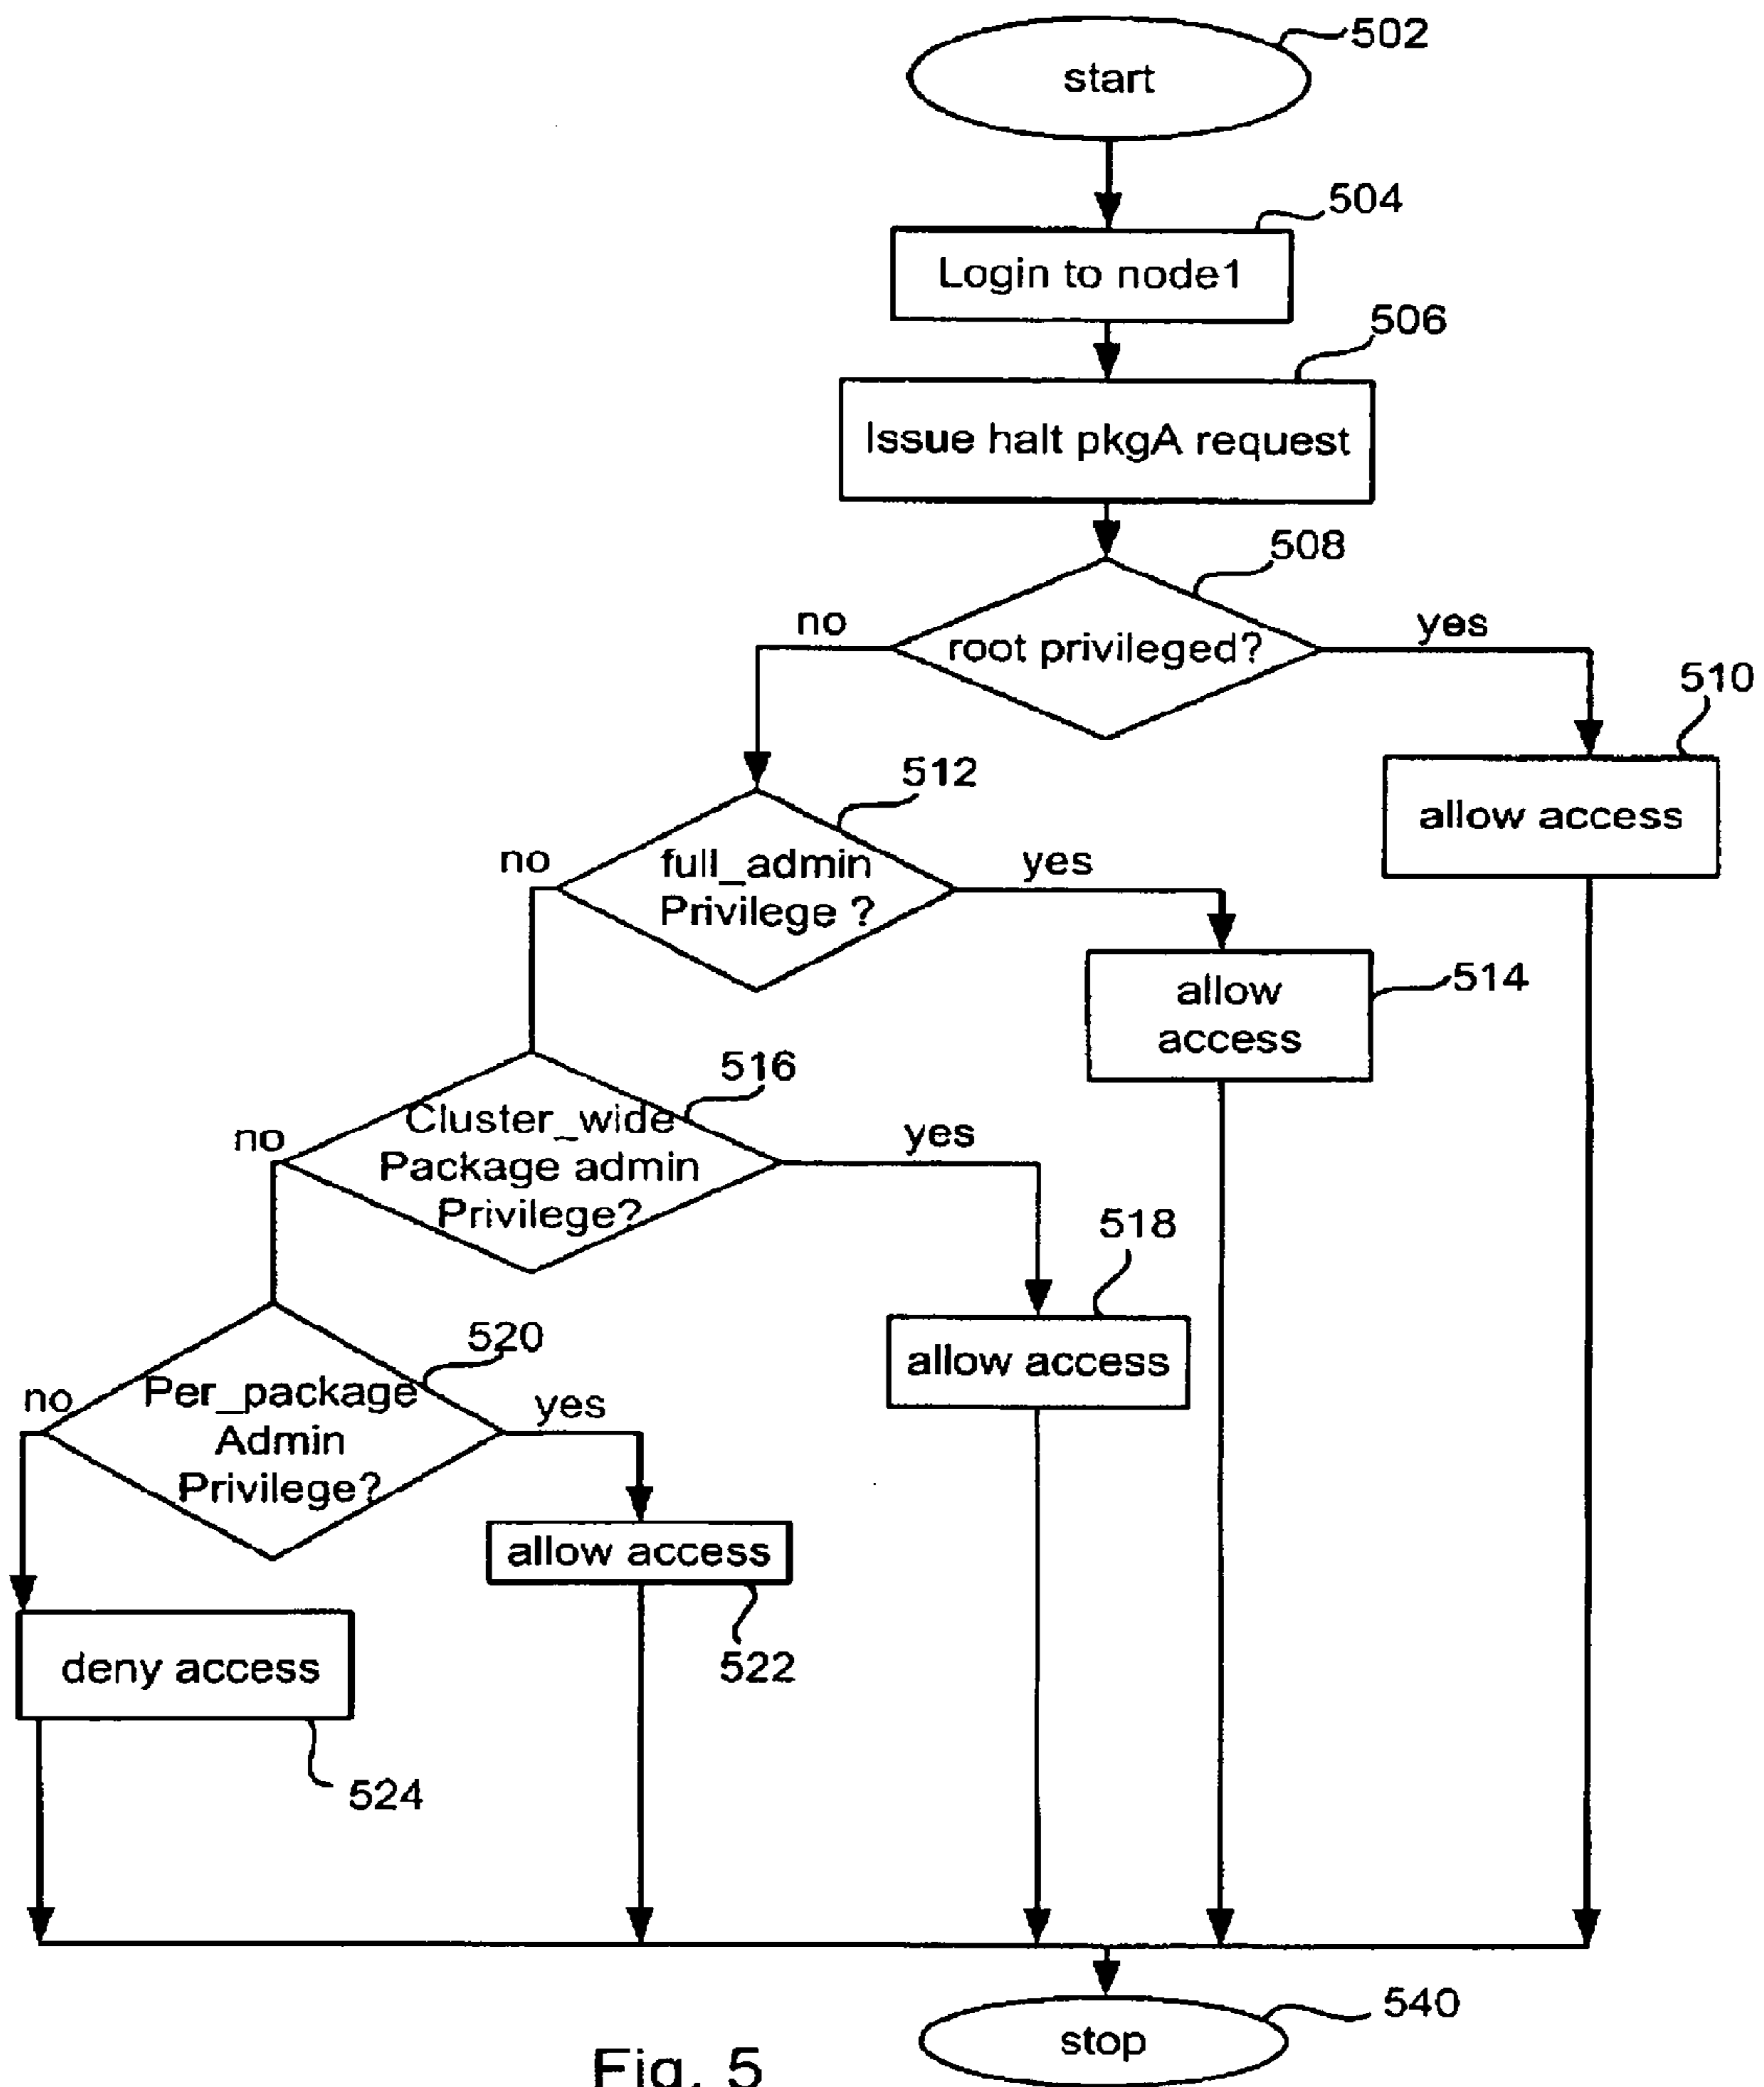 502
start
504
Login to node1
506
Issue halt pkgA request
508
no
root privileged?
yes
510
allow access
512
no
full_admin
Privilege ?
yes
allow
access
514
516
no
Cluster_wide
Package admin
Privilege?
yes
518
allow access
520
no
Per_package
Admin
Privilege?
yes
allow access
522
deny access
524
540
stop
Fig. 5